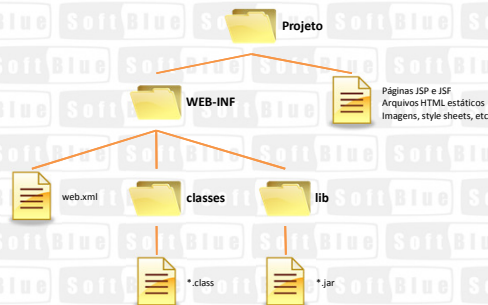 Projeto
WEB-INF
Páginas JSP e JSF
Arquivos HTML estáticos
Imagens, style sheets, etc
web.xml
classes
lib
*.class
*.jar